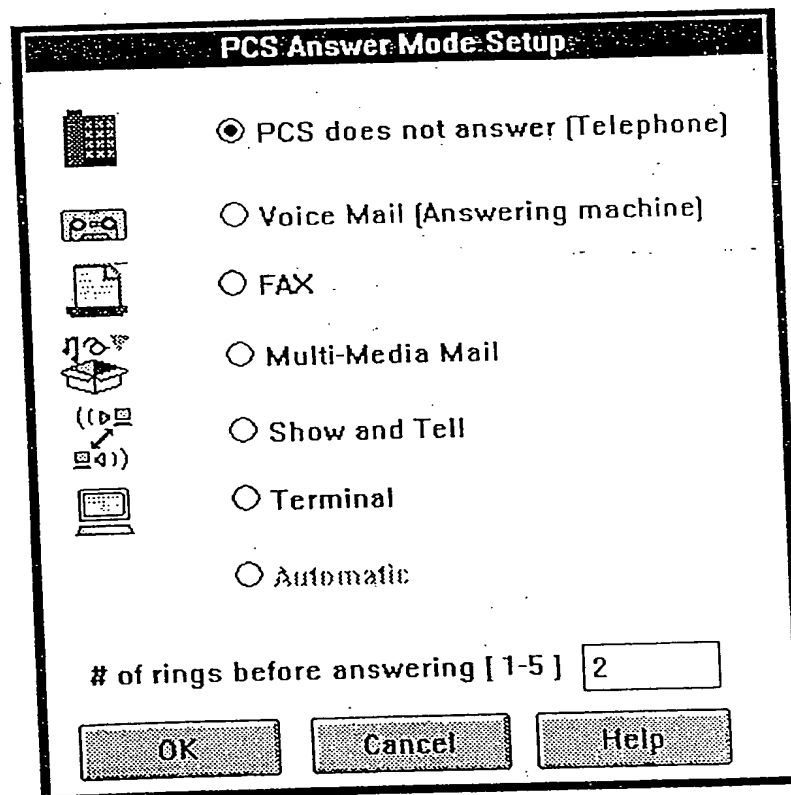 PCS Answer Mode Setup
PCS does not answer (Telephone)
Voice Mail (Answering machine)
FAX
Multi-Media Mail
Show and Tell
Terminal
Automatic
# of rings before answering [ 1-5 ] 2
OK Cancel Help